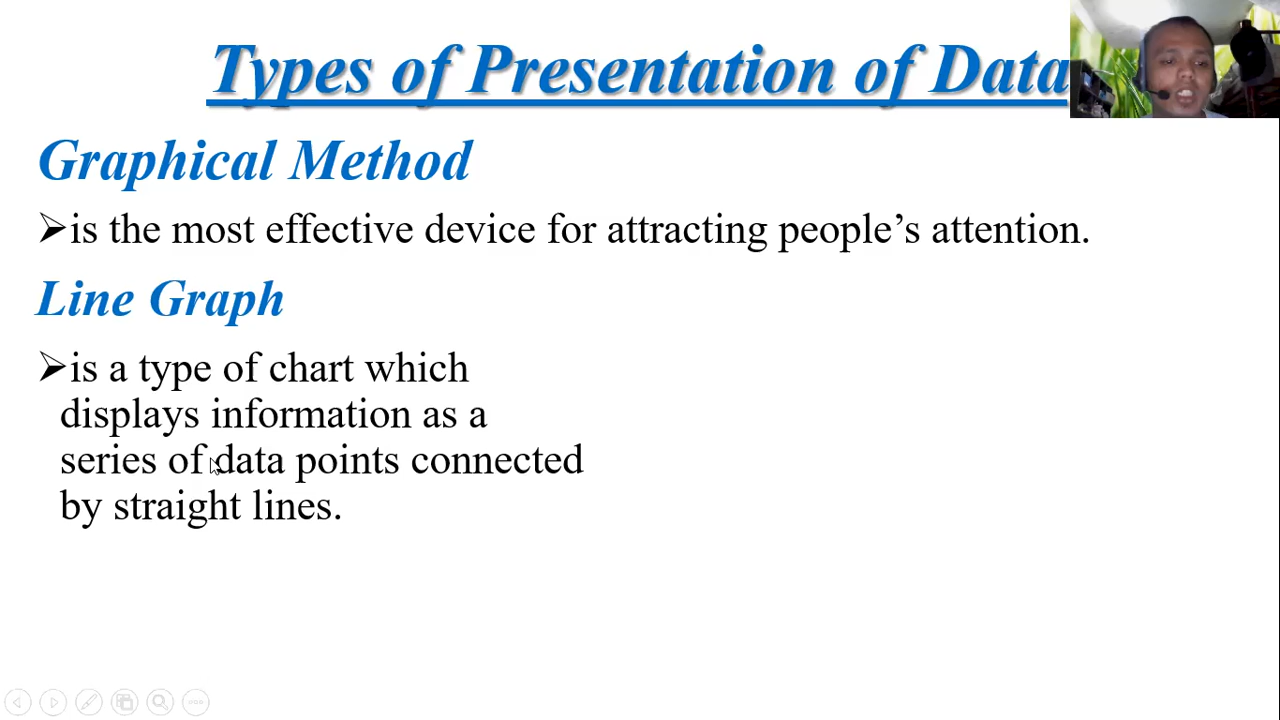 Types of Presentation of Data
Graphical Method
➢is the most effective device for attracting people’s attention.
Line Graph
➢is a type of chart which
displays information as a
series of data points connected
by straight lines.